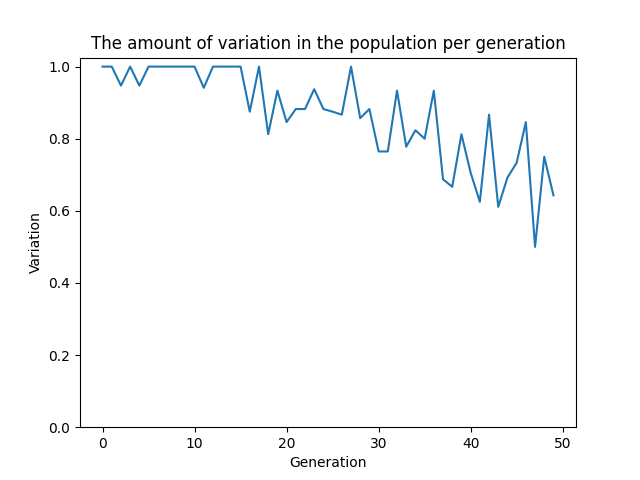 The amount of variation in the population per generation
1.0
0.8
0.6
0.4
0.2
0.0
Variation
0 10 20 30 40 50
Generation